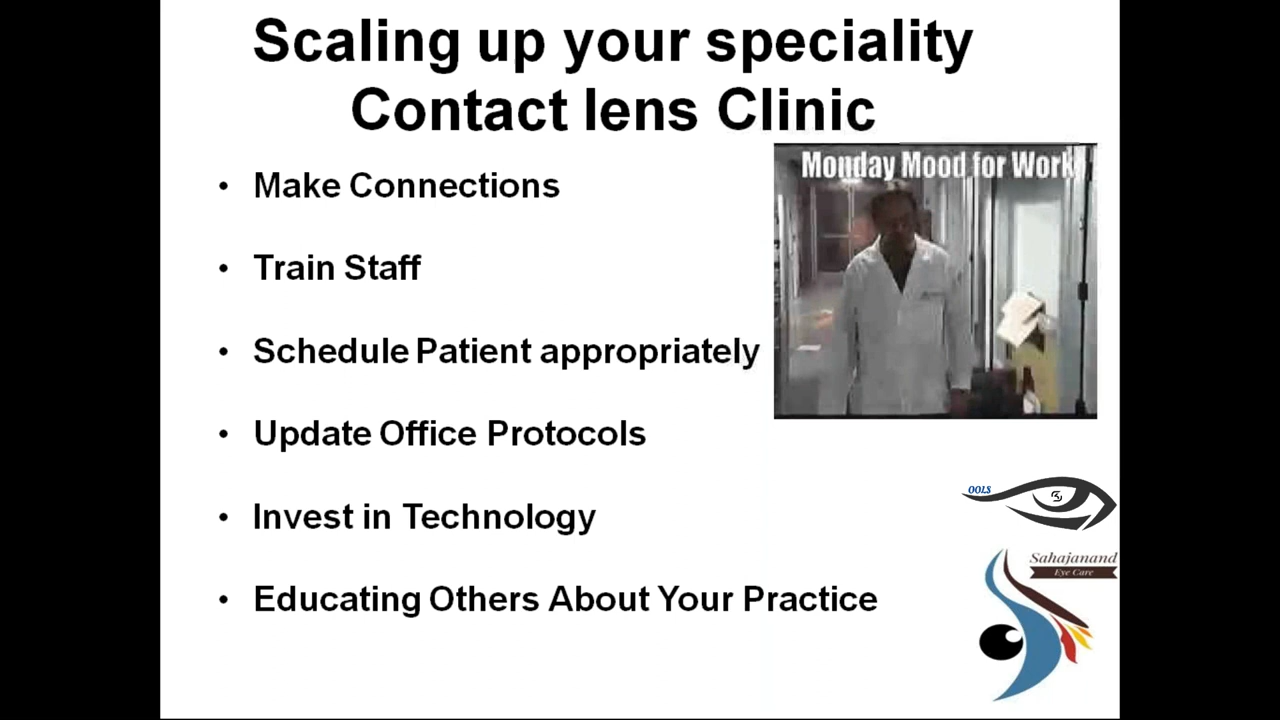 Scaling up your speciality
Contact lens Clinic
• Make Connections
• Train Staff
• Schedule Patient appropriately
• Update Office Protocols
• Invest in Technology
• Educating Others About Your Practice
Monday Mood for Work
OOLS
Sahajanand
Eye Care